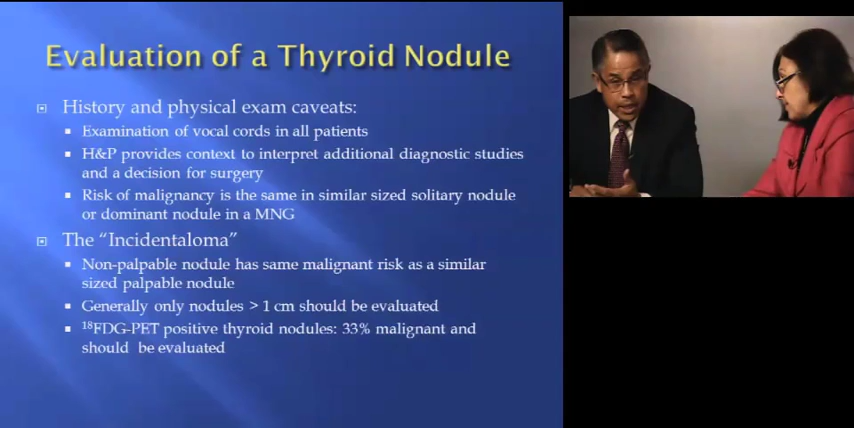 Evaluation of a Thyroid Nodule
History and physical exam caveats:
Examination of vocal cords in all patients
H&P provides context to interpret additional diagnostic studies
and a decision for surgery
Risk of malignancy is the same in similar sized solitary nodule
or dominant nodule in a MNG
The “Incidentaloma”
Non-palpable nodule has same malignant risk as a similar
sized palpable nodule
Generally only nodules > 1 cm should be evaluated
¹⁸FDG-PET positive thyroid nodules: 33% malignant and
should be evaluated